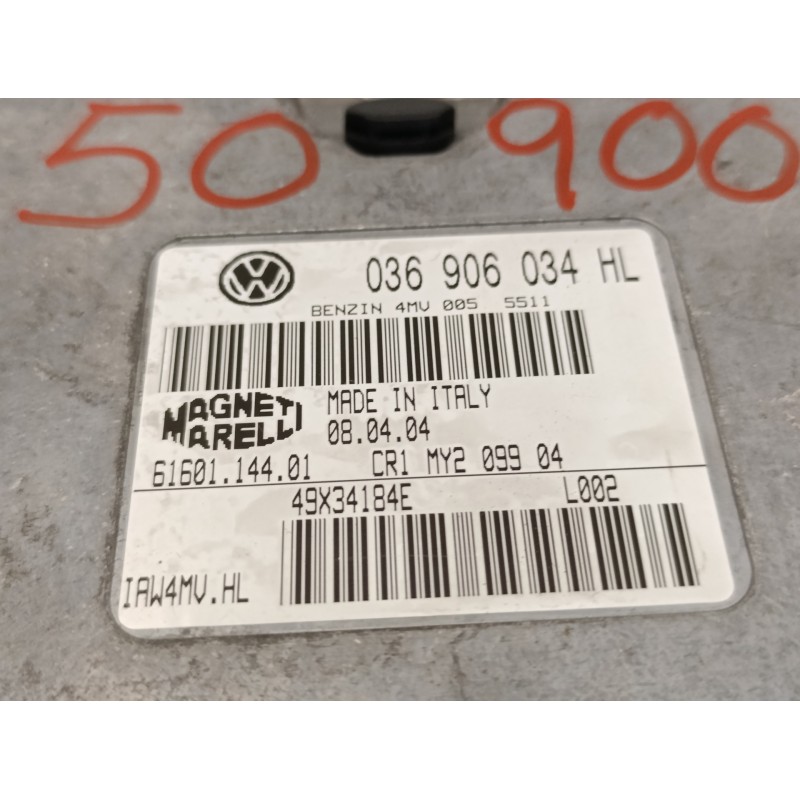 50 900
VW
036 906 034 HL
BENZIN 4MV 005 5511
MAGNETI
MARELLI
MADE IN ITALY
08.04.04
61601.144.01 CR1 MY2 099 04
49X34184E L002
IAW4MV.HL